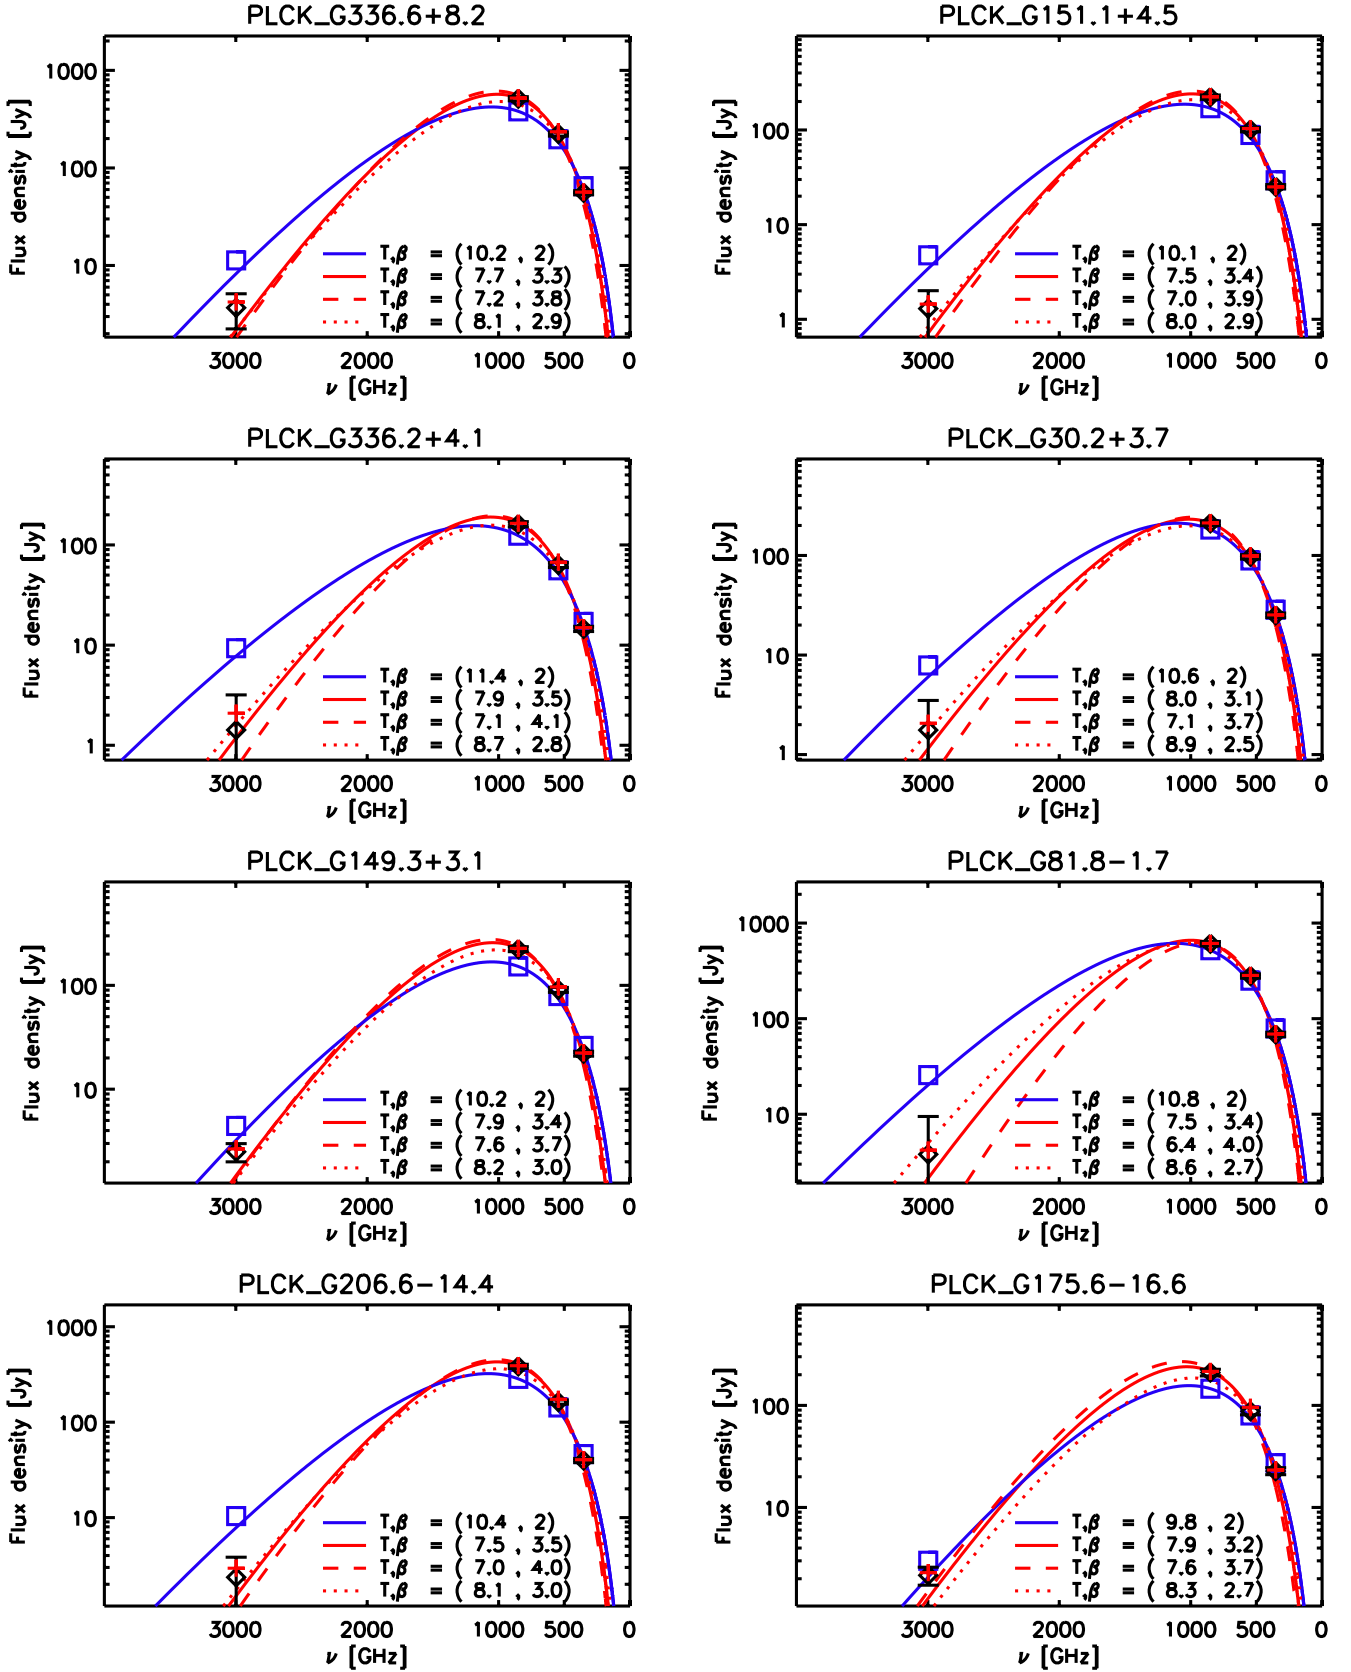 PLCK_G336.6+8.2
Flux density [Jy]
1000
100
10
T,β = (10.2 , 2)
T,β = ( 7.7 , 3.3)
T,β = ( 7.2 , 3.8)
T,β = ( 8.1 , 2.9)
3000 2000 1000 500 0
ν [GHz]
PLCK_G151.1+4.5
Flux density [Jy]
100
10
1
T,β = (10.1 , 2)
T,β = ( 7.5 , 3.4)
T,β = ( 7.0 , 3.9)
T,β = ( 8.0 , 2.9)
3000 2000 1000 500 0
ν [GHz]
PLCK_G336.2+4.1
Flux density [Jy]
100
10
1
T,β = (11.4 , 2)
T,β = ( 7.9 , 3.5)
T,β = ( 7.1 , 4.1)
T,β = ( 8.7 , 2.8)
3000 2000 1000 500 0
ν [GHz]
PLCK_G30.2+3.7
Flux density [Jy]
100
10
1
T,β = (10.6 , 2)
T,β = ( 8.0 , 3.1)
T,β = ( 7.1 , 3.7)
T,β = ( 8.9 , 2.5)
3000 2000 1000 500 0
ν [GHz]
PLCK_G149.3+3.1
Flux density [Jy]
100
10
T,β = (10.2 , 2)
T,β = ( 7.9 , 3.4)
T,β = ( 7.6 , 3.7)
T,β = ( 8.2 , 3.0)
3000 2000 1000 500 0
ν [GHz]
PLCK_G81.8−1.7
Flux density [Jy]
1000
100
10
T,β = (10.8 , 2)
T,β = ( 7.5 , 3.4)
T,β = ( 6.4 , 4.0)
T,β = ( 8.6 , 2.7)
3000 2000 1000 500 0
ν [GHz]
PLCK_G206.6−14.4
Flux density [Jy]
1000
100
10
T,β = (10.4 , 2)
T,β = ( 7.5 , 3.5)
T,β = ( 7.0 , 4.0)
T,β = ( 8.1 , 3.0)
3000 2000 1000 500 0
ν [GHz]
PLCK_G175.6−16.6
Flux density [Jy]
100
10
T,β = ( 9.8 , 2)
T,β = ( 7.9 , 3.2)
T,β = ( 7.6 , 3.7)
T,β = ( 8.3 , 2.7)
3000 2000 1000 500 0
ν [GHz]